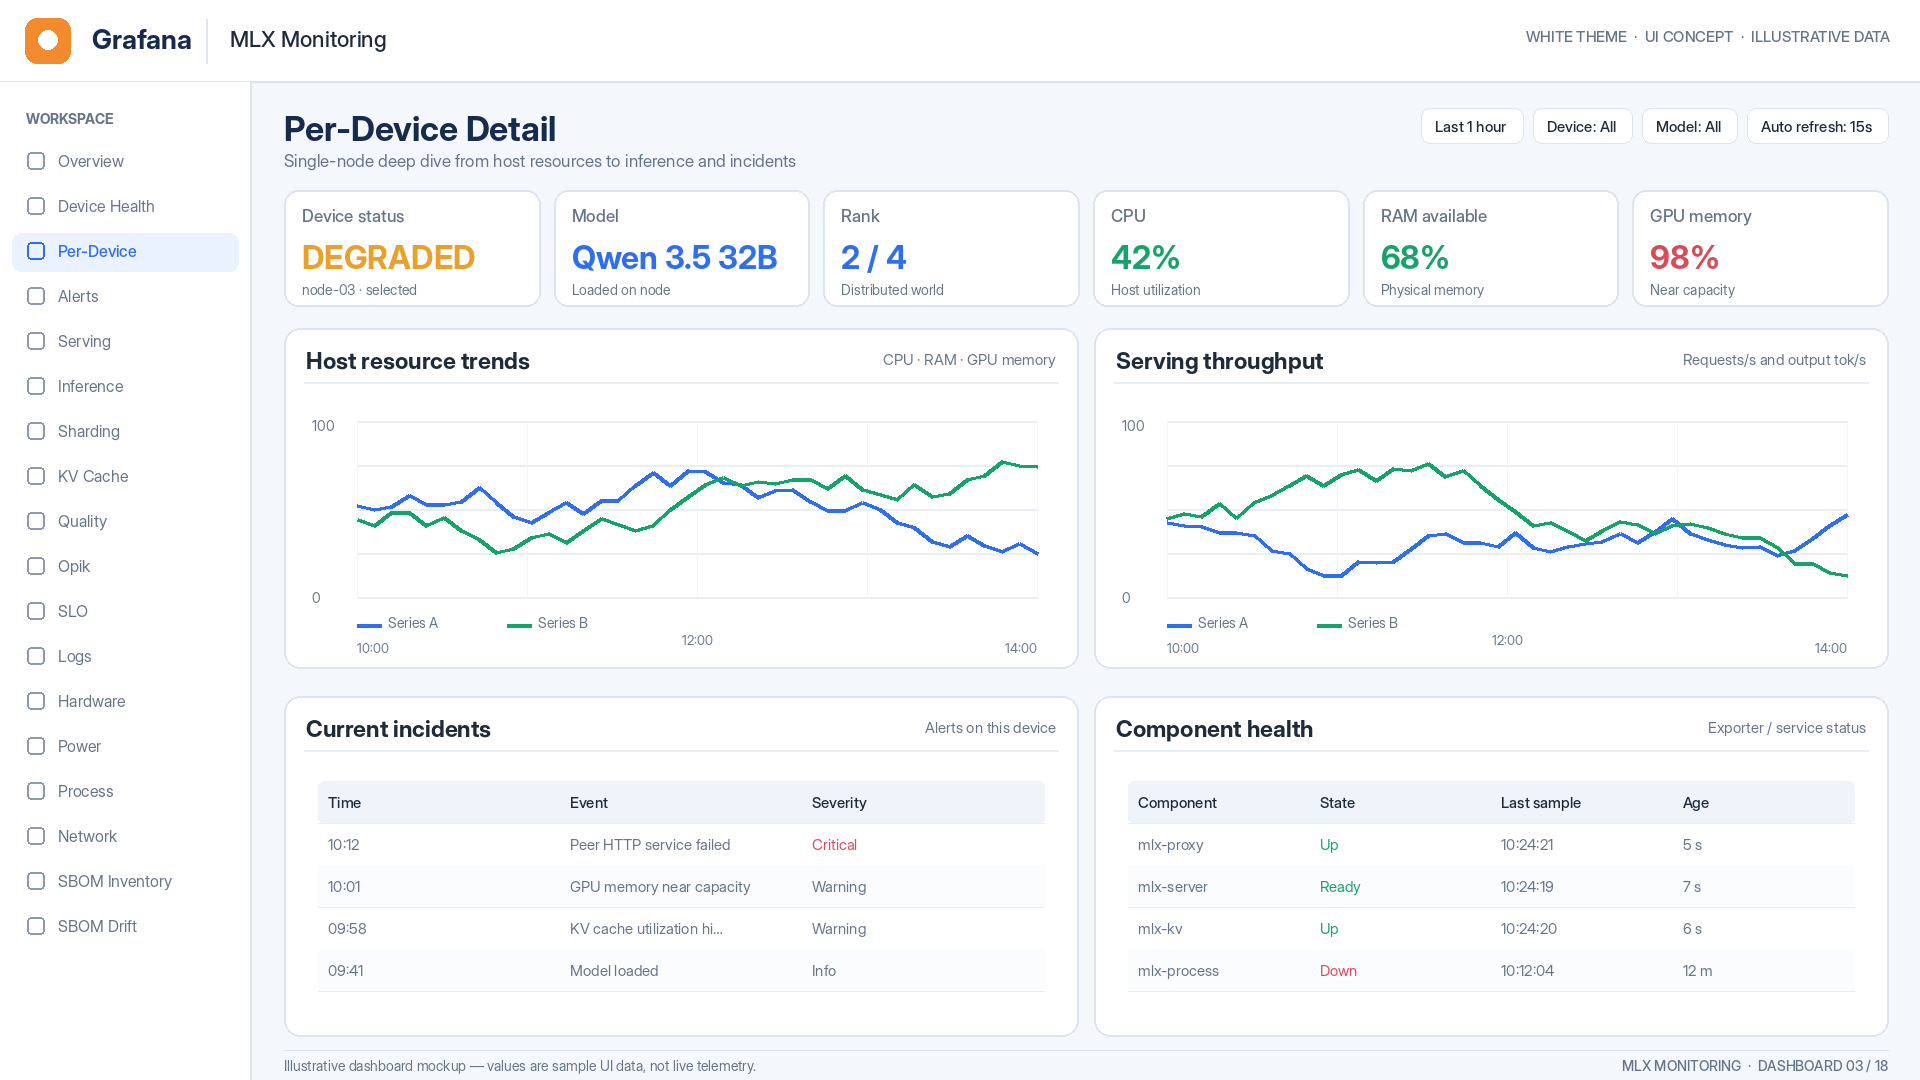 Grafana
MLX Monitoring
WHITE THEME · UI CONCEPT · ILLUSTRATIVE DATA
WORKSPACE
Overview
Device Health
Per-Device
Alerts
Serving
Inference
Sharding
KV Cache
Quality
Opik
SLO
Logs
Hardware
Power
Process
Network
SBOM Inventory
SBOM Drift
Per-Device Detail
Single-node deep dive from host resources to inference and incidents
Last 1 hour
Device: All
Model: All
Auto refresh: 15s
Device status
DEGRADED
node-03 · selected
Model
Qwen 3.5 32B
Loaded on node
Rank
2 / 4
Distributed world
CPU
42%
Host utilization
RAM available
68%
Physical memory
GPU memory
98%
Near capacity
Host resource trends
CPU · RAM · GPU memory
100
0
Series A
Series B
10:00
12:00
14:00
Serving throughput
Requests/s and output tok/s
100
0
Series A
Series B
10:00
12:00
14:00
Current incidents
Alerts on this device
Time Event Severity
10:12 Peer HTTP service failed Critical
10:01 GPU memory near capacity Warning
09:58 KV cache utilization hi... Warning
09:41 Model loaded Info
Component health
Exporter / service status
Component State Last sample Age
mlx-proxy Up 10:24:21 5 s
mlx-server Ready 10:24:19 7 s
mlx-kv Up 10:24:20 6 s
mlx-process Down 10:12:04 12 m
Illustrative dashboard mockup — values are sample UI data, not live telemetry.
MLX MONITORING · DASHBOARD 03 / 18